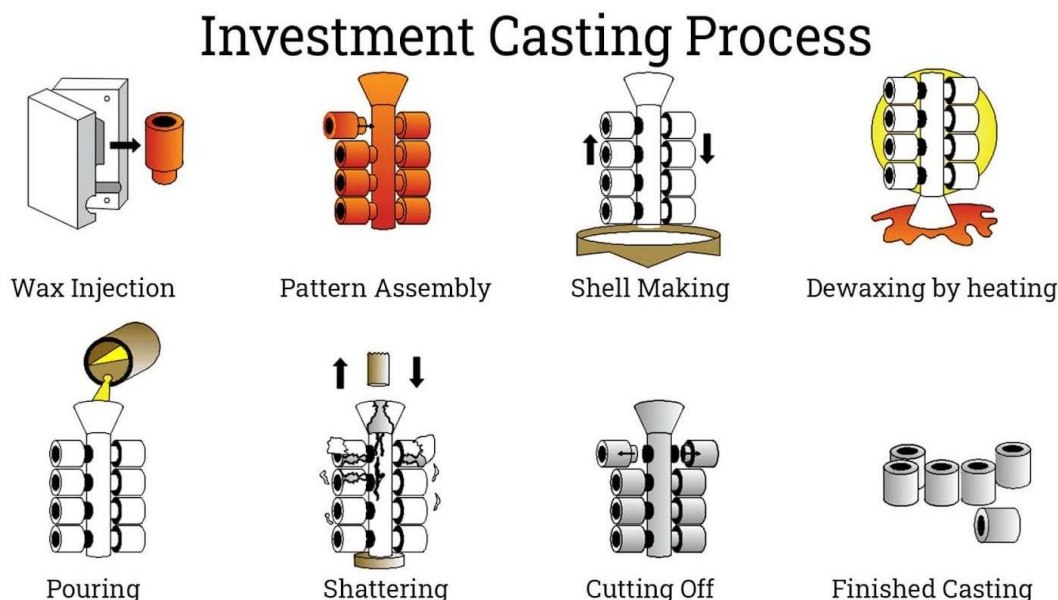 Investment Casting Process
Wax Injection
Pattern Assembly
Shell Making
Dewaxing by heating
Pouring
Shattering
Cutting Off
Finished Casting